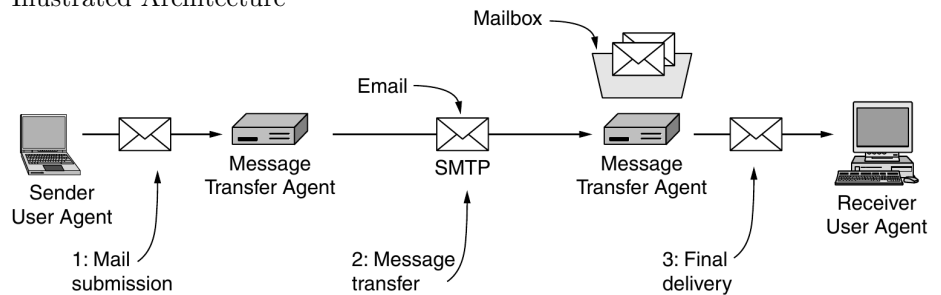 Illustrated Architecture
Mailbox
Email
Sender
User Agent
Message
Transfer Agent
SMTP
Message
Transfer Agent
Receiver
User Agent
1: Mail
submission
2: Message
transfer
3: Final
delivery